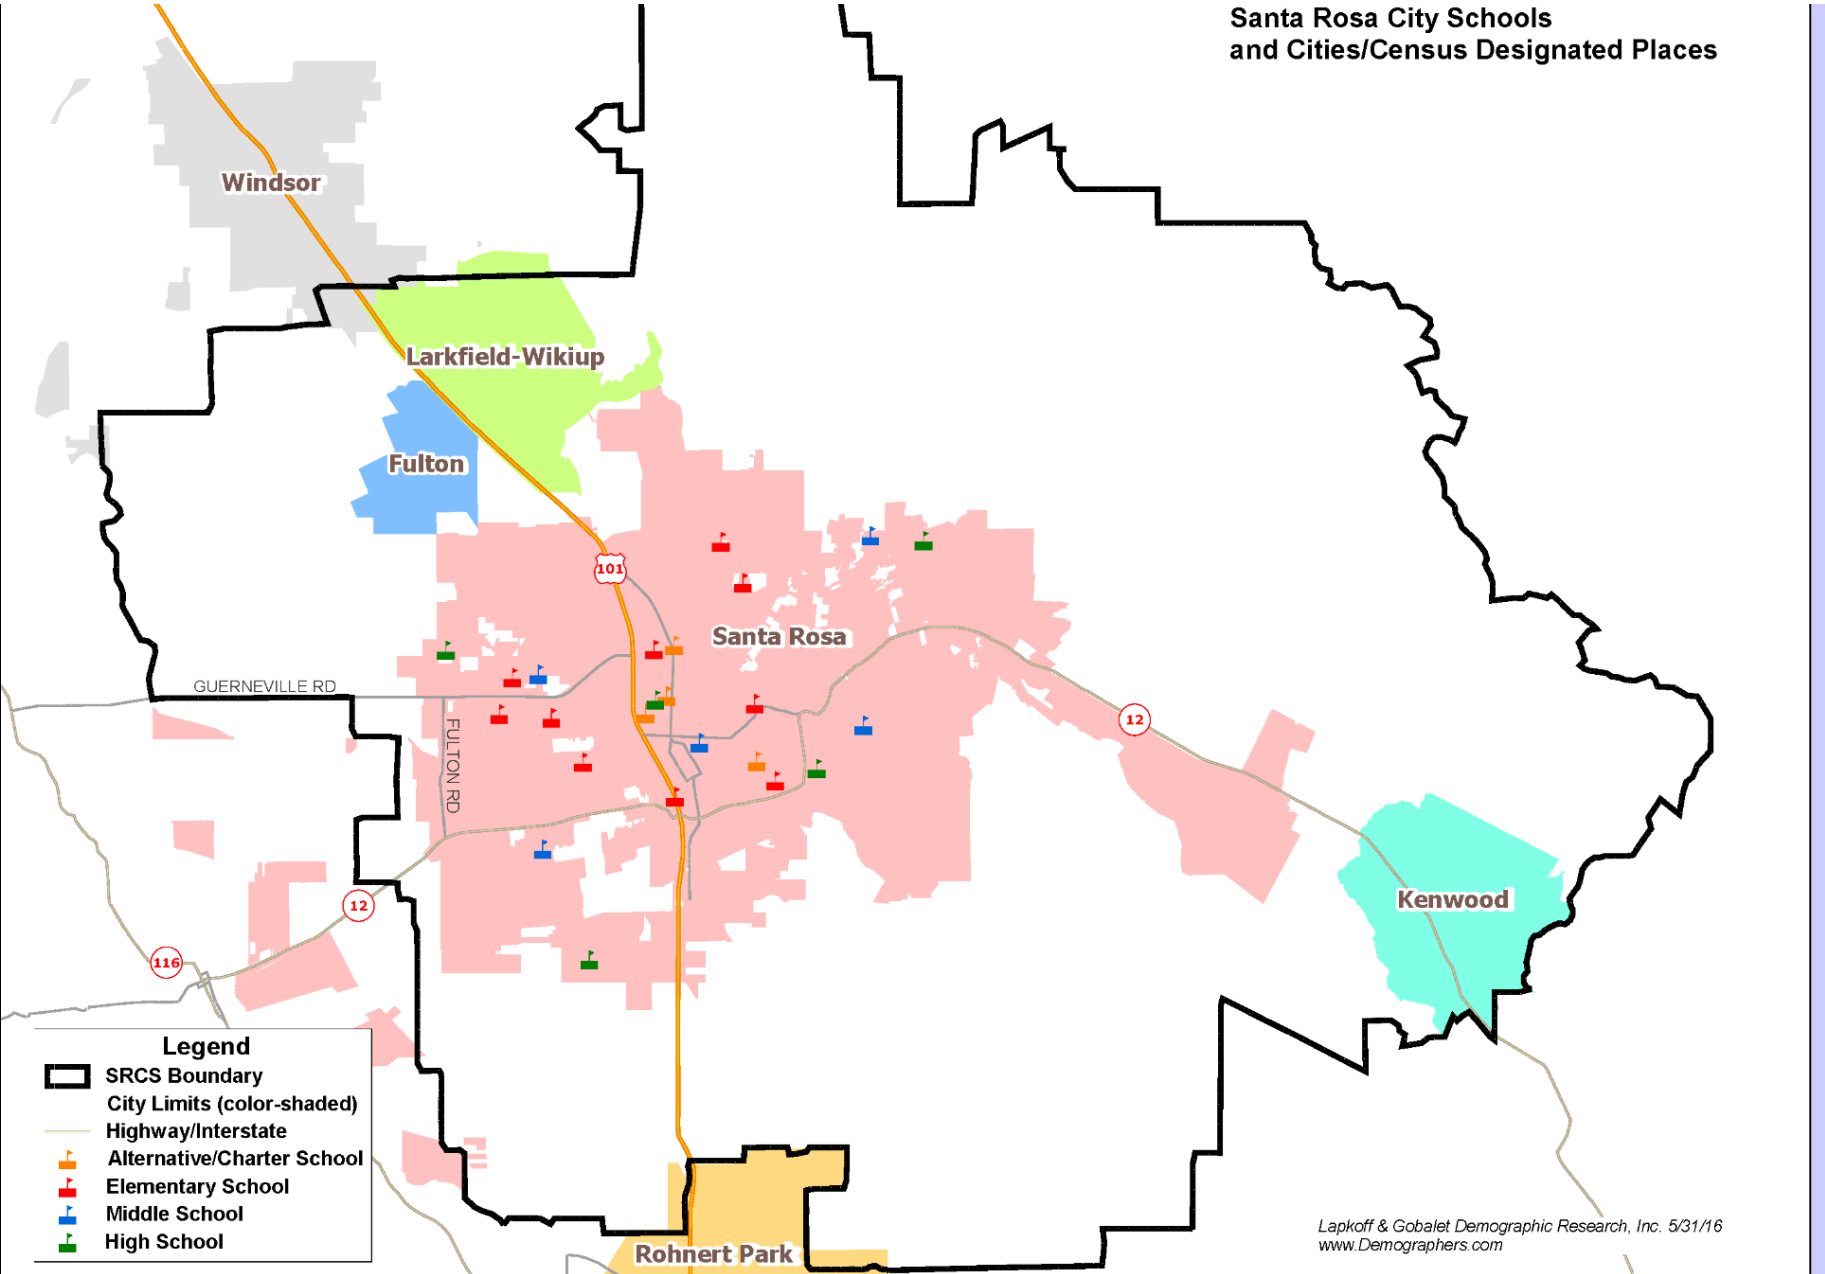 Santa Rosa City Schools
and Cities/Census Designated Places
Windsor
Larkfield-Wikiup
Fulton
101
Santa Rosa
GUERNEVILLE RD
FULTON RD
12
Kenwood
12
116
Legend
SRCS Boundary
City Limits (color-shaded)
Highway/Interstate
Alternative/Charter School
Elementary School
Middle School
High School
Rohnert Park
Lapkoff & Gobalet Demographic Research, Inc. 5/31/16
www.Demographers.com